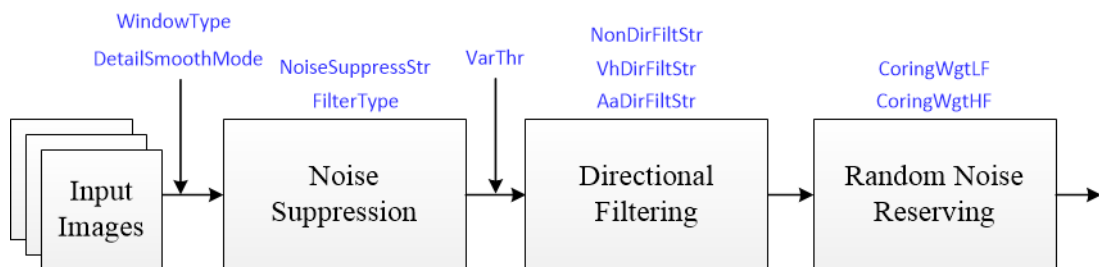 WindowType
DetailSmoothMode
NoiseSuppressStr
FilterType
VarThr
NonDirFiltStr
VhDirFiltStr
AaDirFiltStr
CoringWgtLF
CoringWgtHF
Input
Images
Noise
Suppression
Directional
Filtering
Random Noise
Reserving